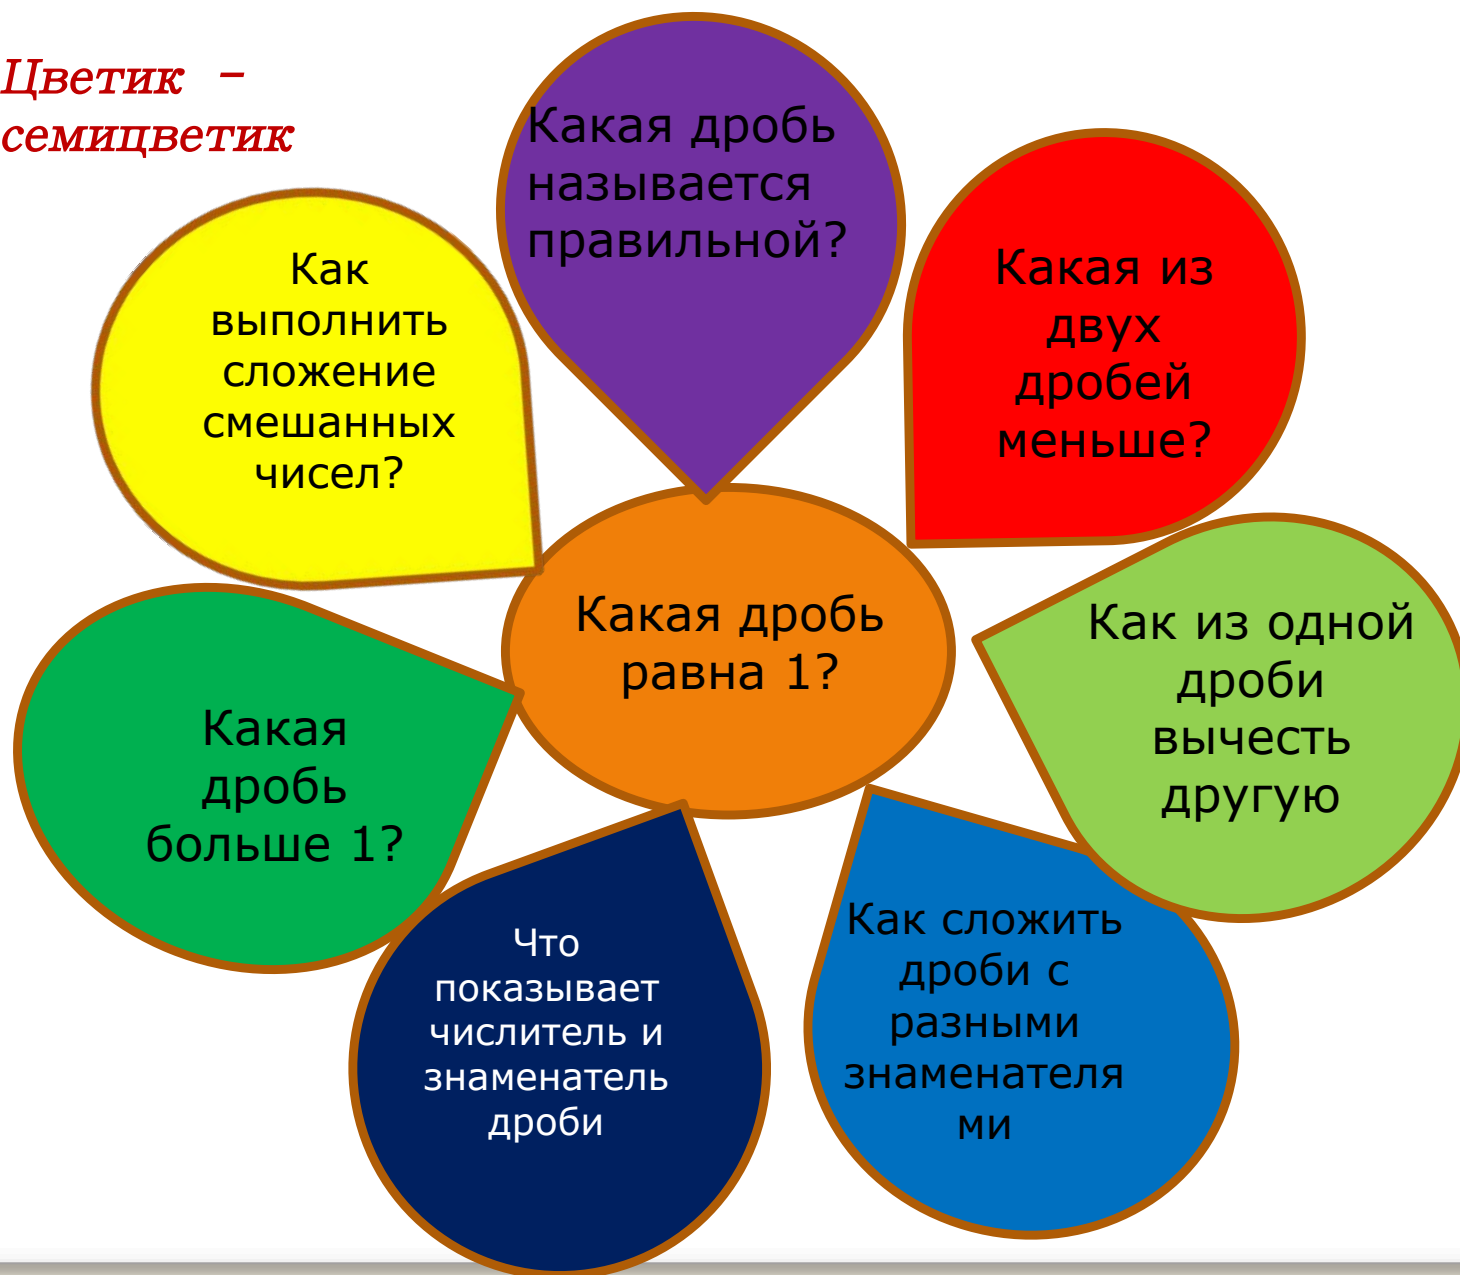 Цветик -
семицветик
Какая дробь
называется
правильной?
Какая из
двух
дробей
меньше?
Как
выполнить
сложение
смешанных
чисел?
Какая дробь
равна 1?
Как из одной
дроби
вычесть
другую
Какая
дробь
больше 1?
Как сложить
дроби с
разными
знаменателя
ми
Что
показывает
числитель и
знаменатель
дроби